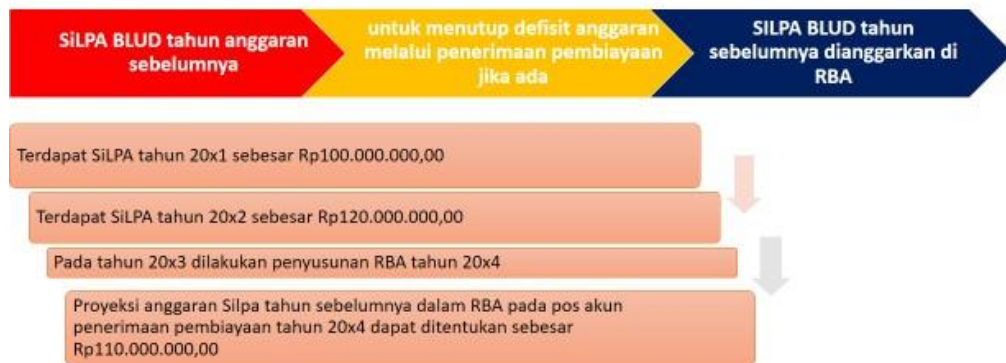 SiLPA BLUD tahun anggaran
sebelumnya
untuk menutup defisit anggaran
melalui penerimaan pembiayaan
jika ada
SILPA BLUD tahun
sebelumnya dianggarkan di
RBA
Terdapat SiLPA tahun 20x1 sebesar Rp100.000.000,00
Terdapat SiLPA tahun 20x2 sebesar Rp120.000.000,00
Pada tahun 20x3 dilakukan penyusunan RBA tahun 20x4
Proyeksi anggaran Silpa tahun sebelumnya dalam RBA pada pos akun
penerimaan pembiayaan tahun 20x4 dapat ditentukan sebesar
Rp110.000.000,00